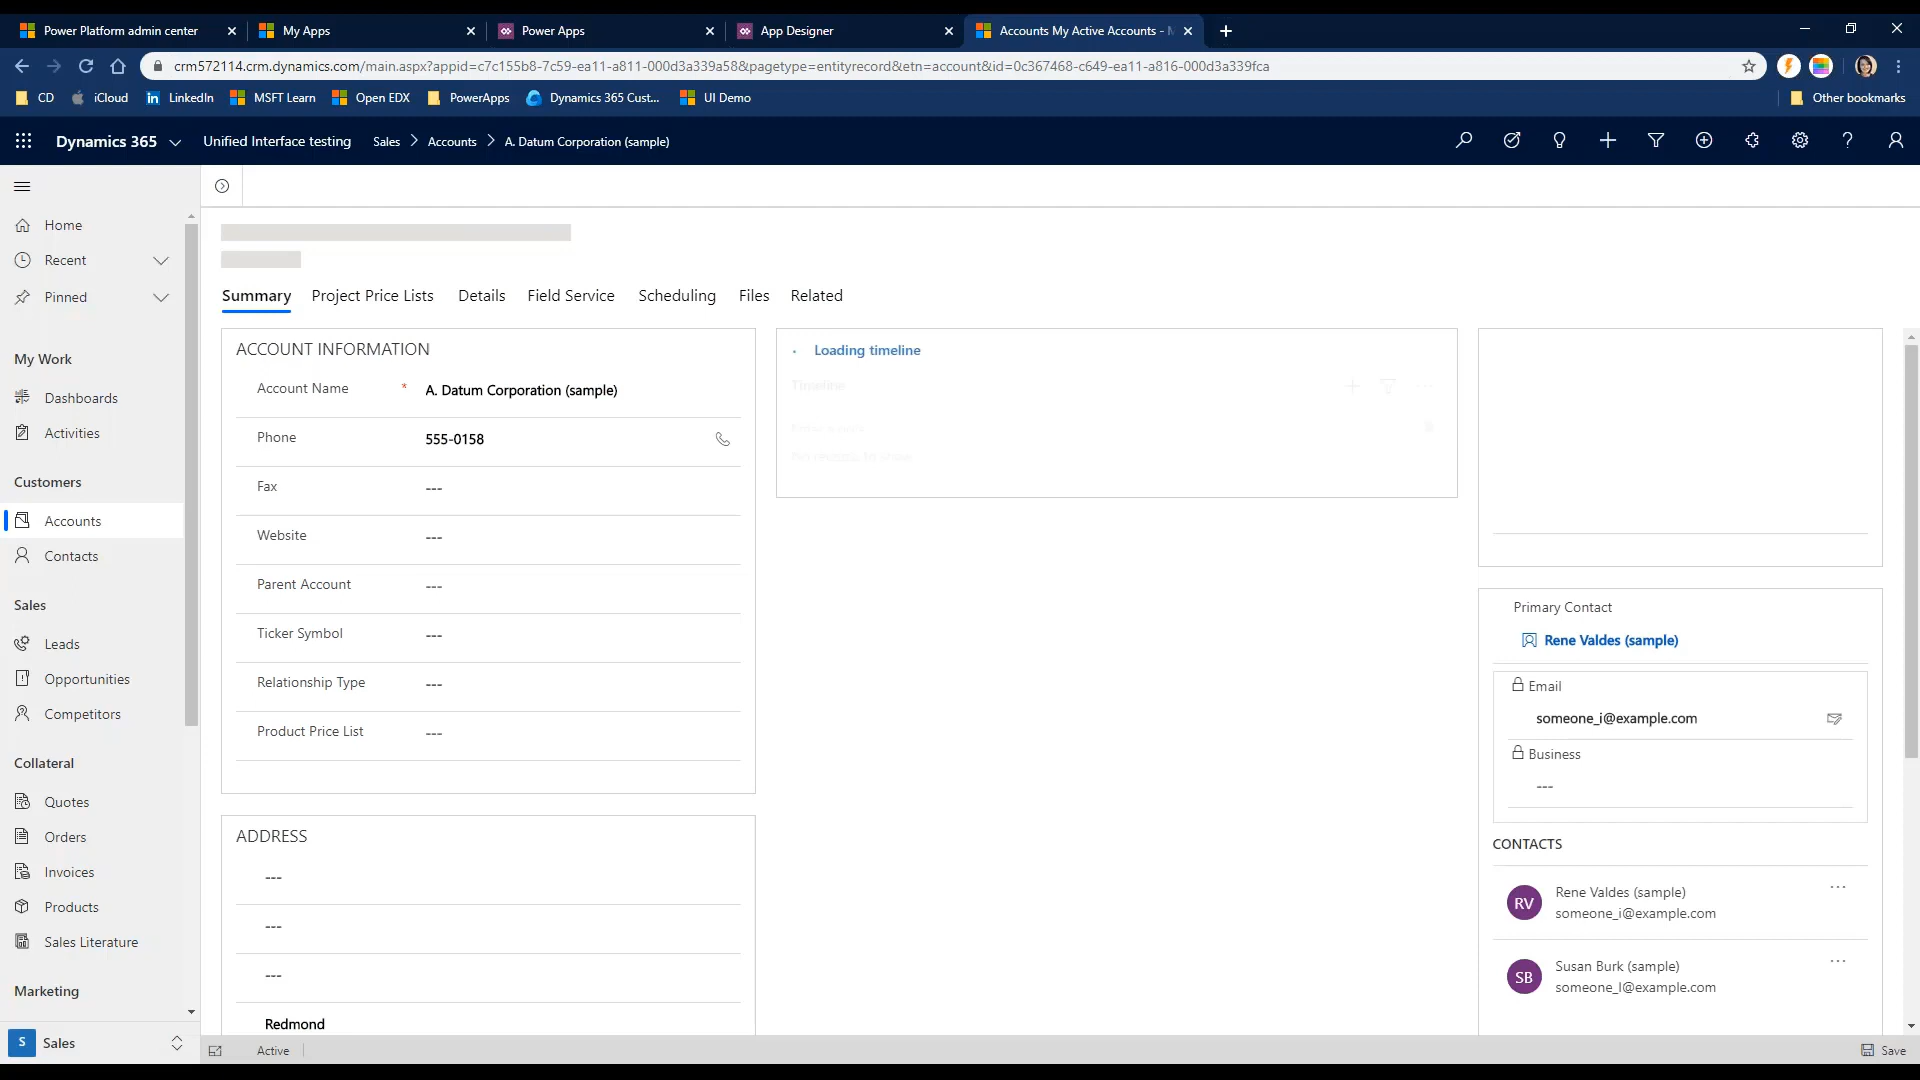 Power Platform admin center
My Apps
Power Apps
App Designer
Accounts My Active Accounts -
crm572114.crm.dynamics.com/main.aspx?appid=c7c155b8-7c59-ea11-a811-000d3a339a58&pagetype=entityrecord&etn=account&id=0c367468-c649-ea11-a816-000d3a339fca
CD
iCloud
LinkedIn
MSFT Learn
Open EDX
PowerApps
Dynamics 365 Cust...
UI Demo
Other bookmarks
Dynamics 365
Unified Interface testing
Sales
Accounts
A. Datum Corporation (sample)
Home
Recent
Pinned
My Work
Dashboards
Activities
Customers
Accounts
Contacts
Sales
Leads
Opportunities
Competitors
Collateral
Quotes
Orders
Invoices
Products
Sales Literature
Marketing
S
Sales
Summary
Project Price Lists
Details
Field Service
Scheduling
Files
Related
ACCOUNT INFORMATION
Account Name * A. Datum Corporation (sample)
Phone 555-0158
Fax ---
Website ---
Parent Account ---
Ticker Symbol ---
Relationship Type ---
Product Price List ---
ADDRESS
---
---
---
Redmond
Loading timeline
Timeline
Primary Contact
Rene Valdes (sample)
Email
someone_i@example.com
Business
---
CONTACTS
RV
Rene Valdes (sample)
someone_i@example.com
SB
Susan Burk (sample)
someone_l@example.com
Active
Save